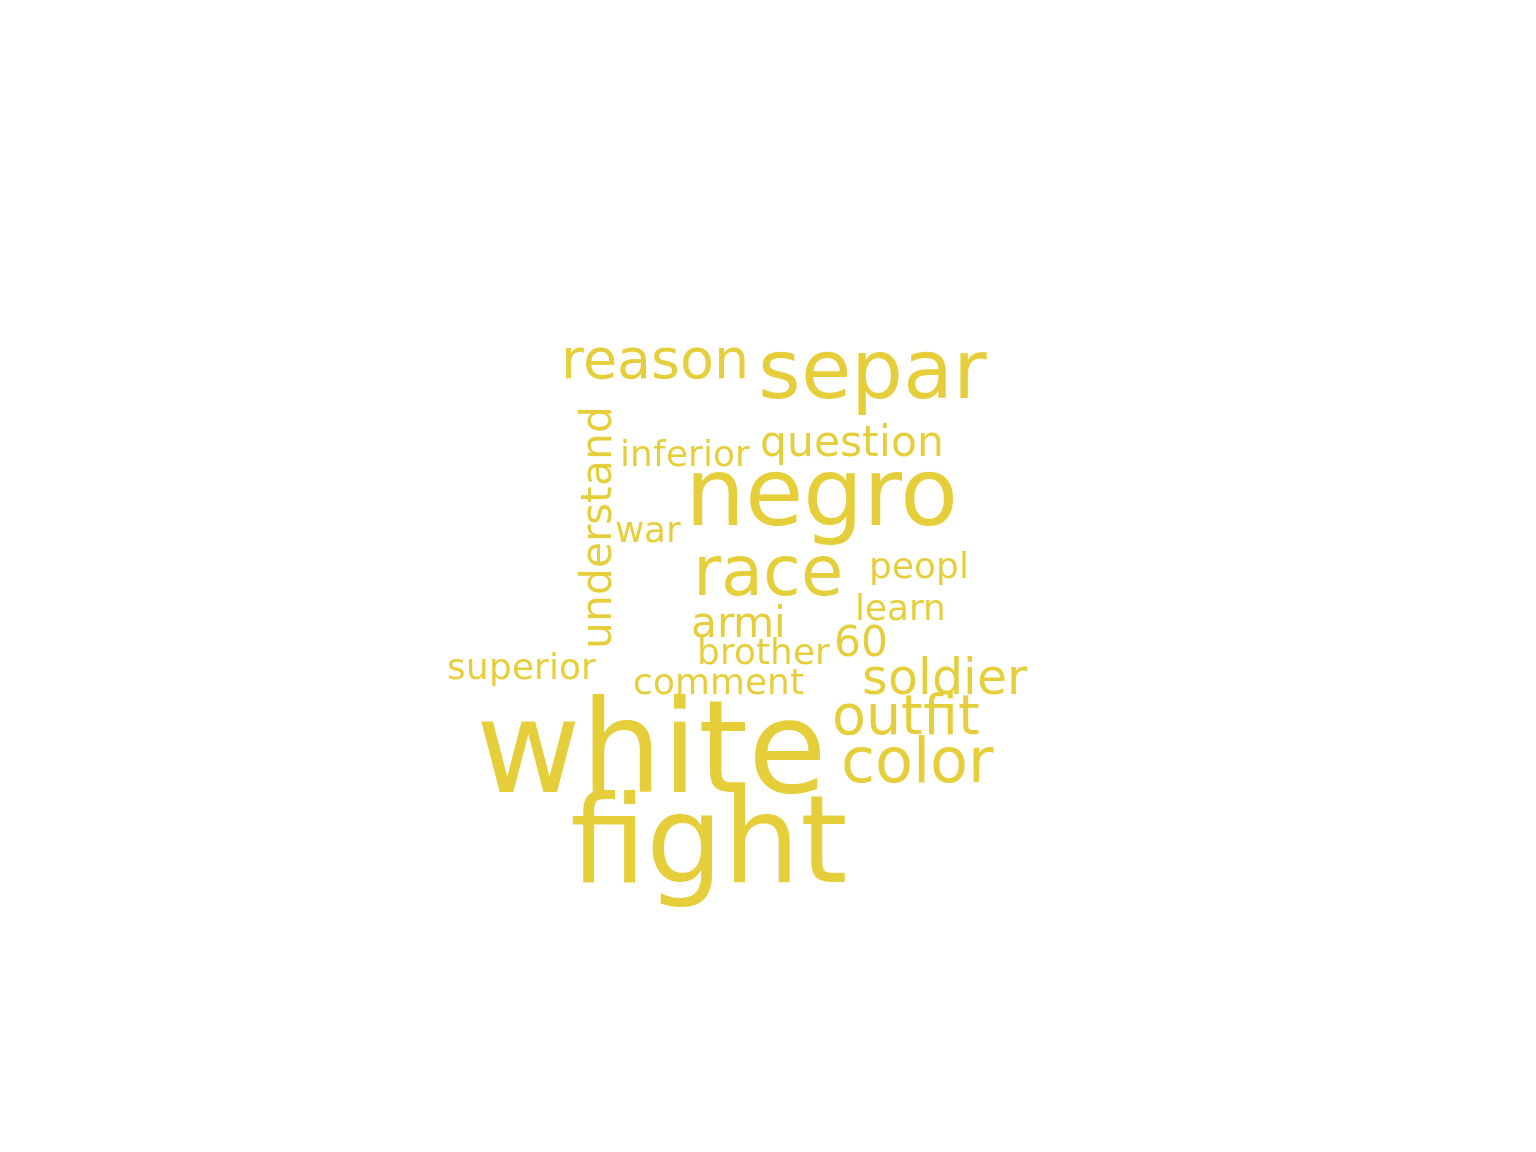 reason
separ
understand
inferior
question
negro
war
race
peopl
learn
armi
60
brother
superior
comment
soldier
white
outfit
color
fight